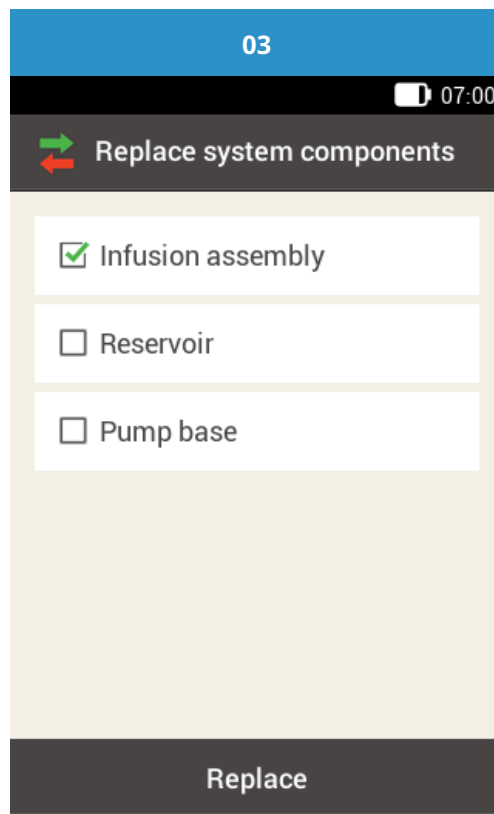 03
07:00
Replace system components
Infusion assembly
Reservoir
Pump base
Replace